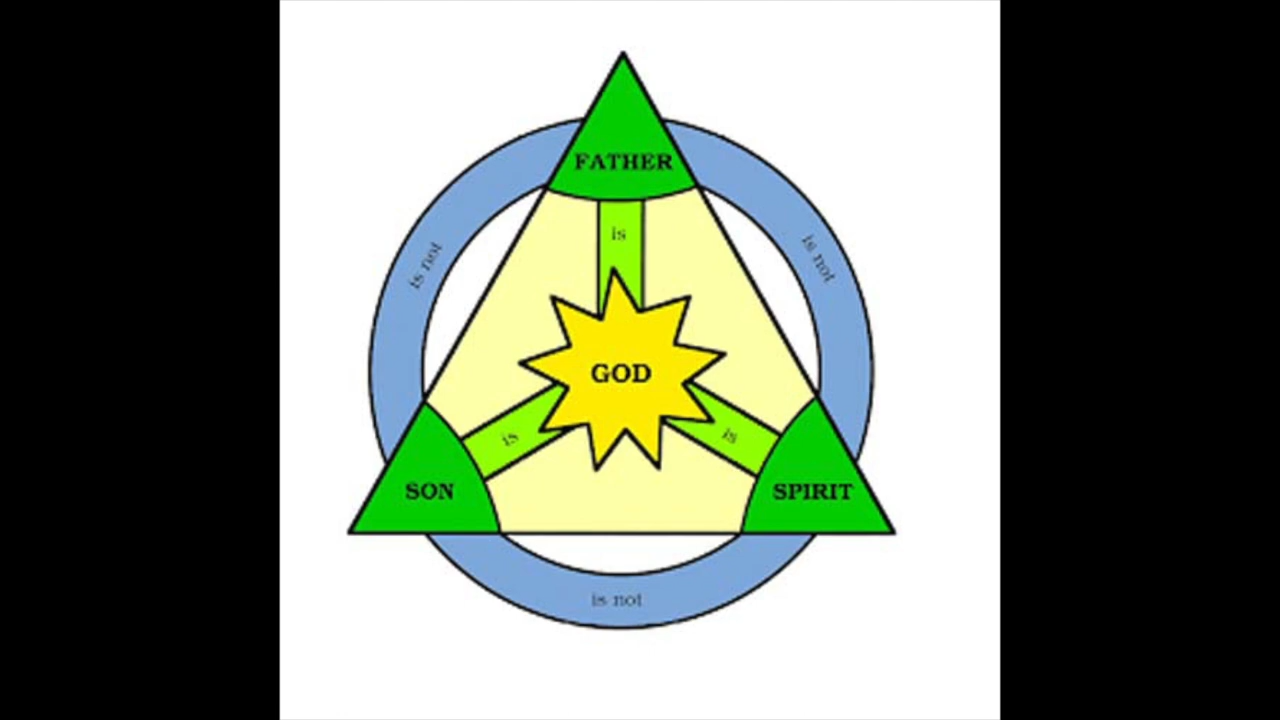 FATHER
is
is not
is not
GOD
is
is
SON
SPIRIT
is not